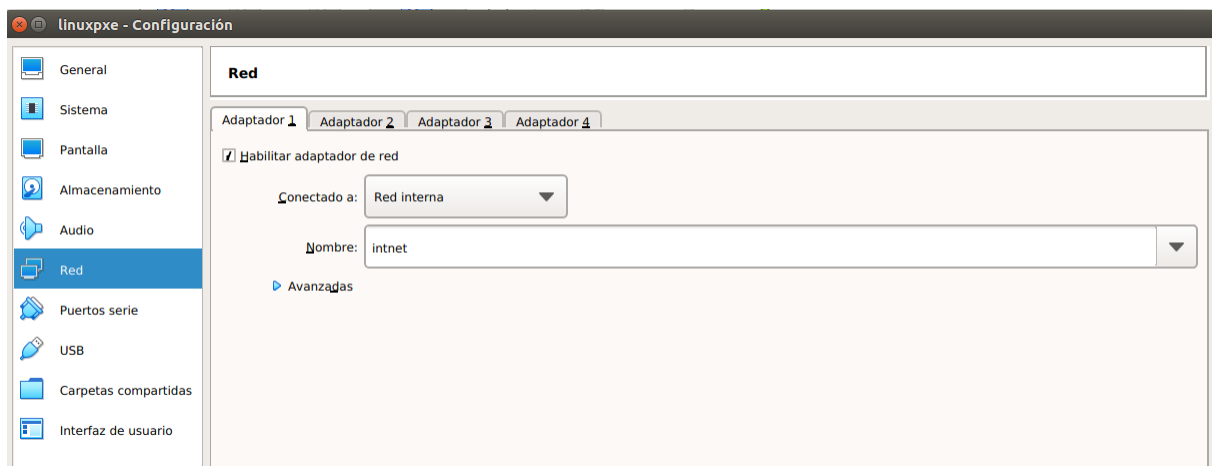 linuxpxe - Configuración
General
Sistema
Pantalla
Almacenamiento
Audio
Red
Puertos serie
USB
Carpetas compartidas
Interfaz de usuario
Red
Adaptador 1 Adaptador 2 Adaptador 3 Adaptador 4
Habilitar adaptador de red
Conectado a: Red interna
Nombre: intnet
Avanzadas